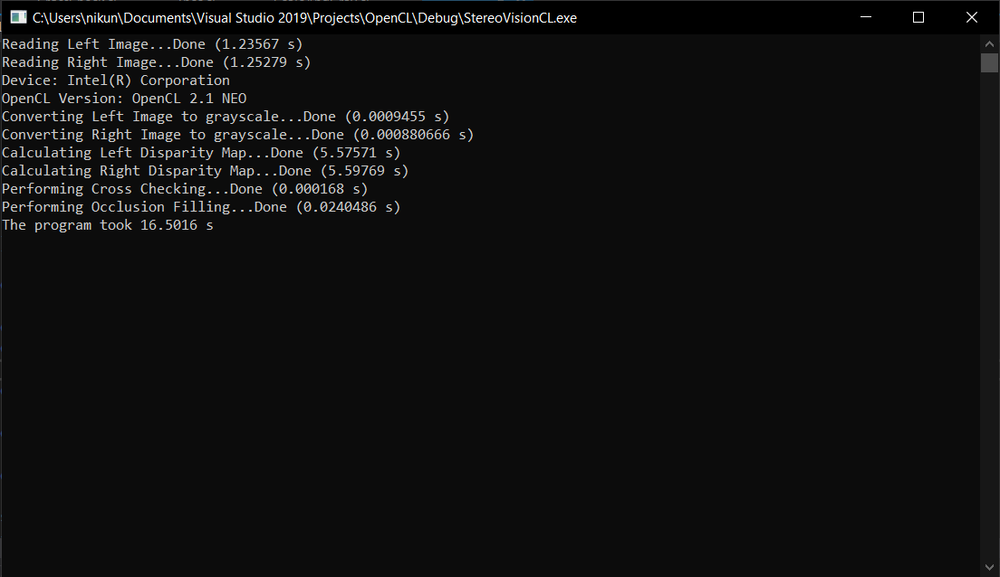 C:\Users\nikun\Documents\Visual Studio 2019\Projects\OpenCL\Debug\StereoVisionCL.exe
Reading Left Image...Done (1.23567 s)
Reading Right Image...Done (1.25279 s)
Device: Intel(R) Corporation
OpenCL Version: OpenCL 2.1 NEO
Converting Left Image to grayscale...Done (0.0009455 s)
Converting Right Image to grayscale...Done (0.000880666 s)
Calculating Left Disparity Map...Done (5.57571 s)
Calculating Right Disparity Map...Done (5.59769 s)
Performing Cross Checking...Done (0.000168 s)
Performing Occlusion Filling...Done (0.0240486 s)
The program took 16.5016 s